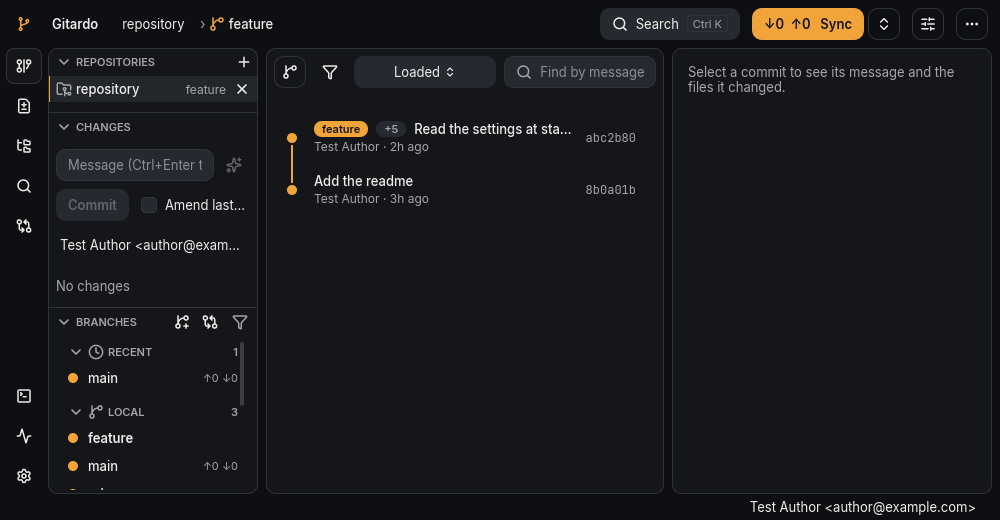 Gitardo repository › feature Search Ctrl K ↓0 ↑0 Sync
REPOSITORIES
repository feature
CHANGES
Message (Ctrl+Enter t
Commit Amend last...
Test Author <author@exam...
No changes
BRANCHES
RECENT 1
main ↑0 ↓0
LOCAL 3
feature
main ↑0 ↓0
Loaded Find by message
feature +5 Read the settings at sta... abc2b80
Test Author · 2h ago
Add the readme 8b0a01b
Test Author · 3h ago
Select a commit to see its message and the
files it changed.
Test Author <author@example.com>